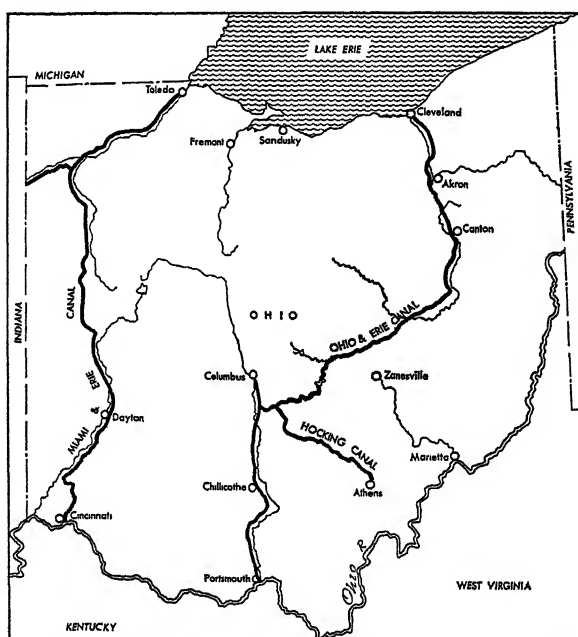 LAKE ERIE
MICHIGAN
Toledo
Cleveland
Fremont
Sandusky
Akron
PENNSYLVANIA
Canton
INDIANA
CANAL
OHIO
OHIO & ERIE CANAL
Columbus
Zanesville
MIAMI & ERIE
Dayton
HOCKING CANAL
Marietta
Chillicothe
Athens
Cincinnati
Ohio R
Portsmouth
WEST VIRGINIA
KENTUCKY